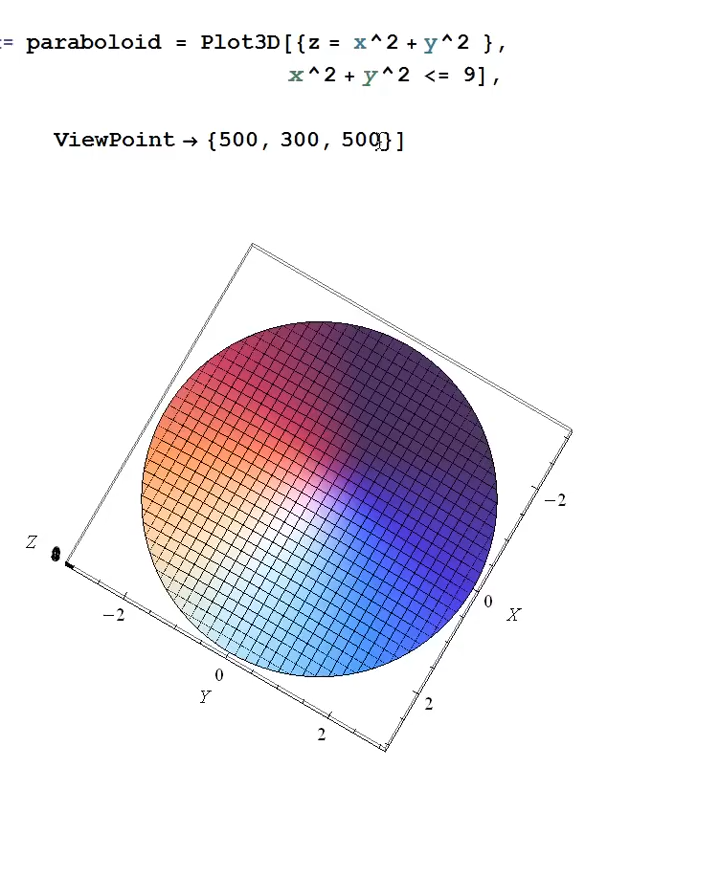 := paraboloid = Plot3D[{z = x^2 + y^2 },
x^2 + y^2 <= 9],
ViewPoint → {500, 300, 500}]
−2
Z
0
X
−2
0
Y
2
2